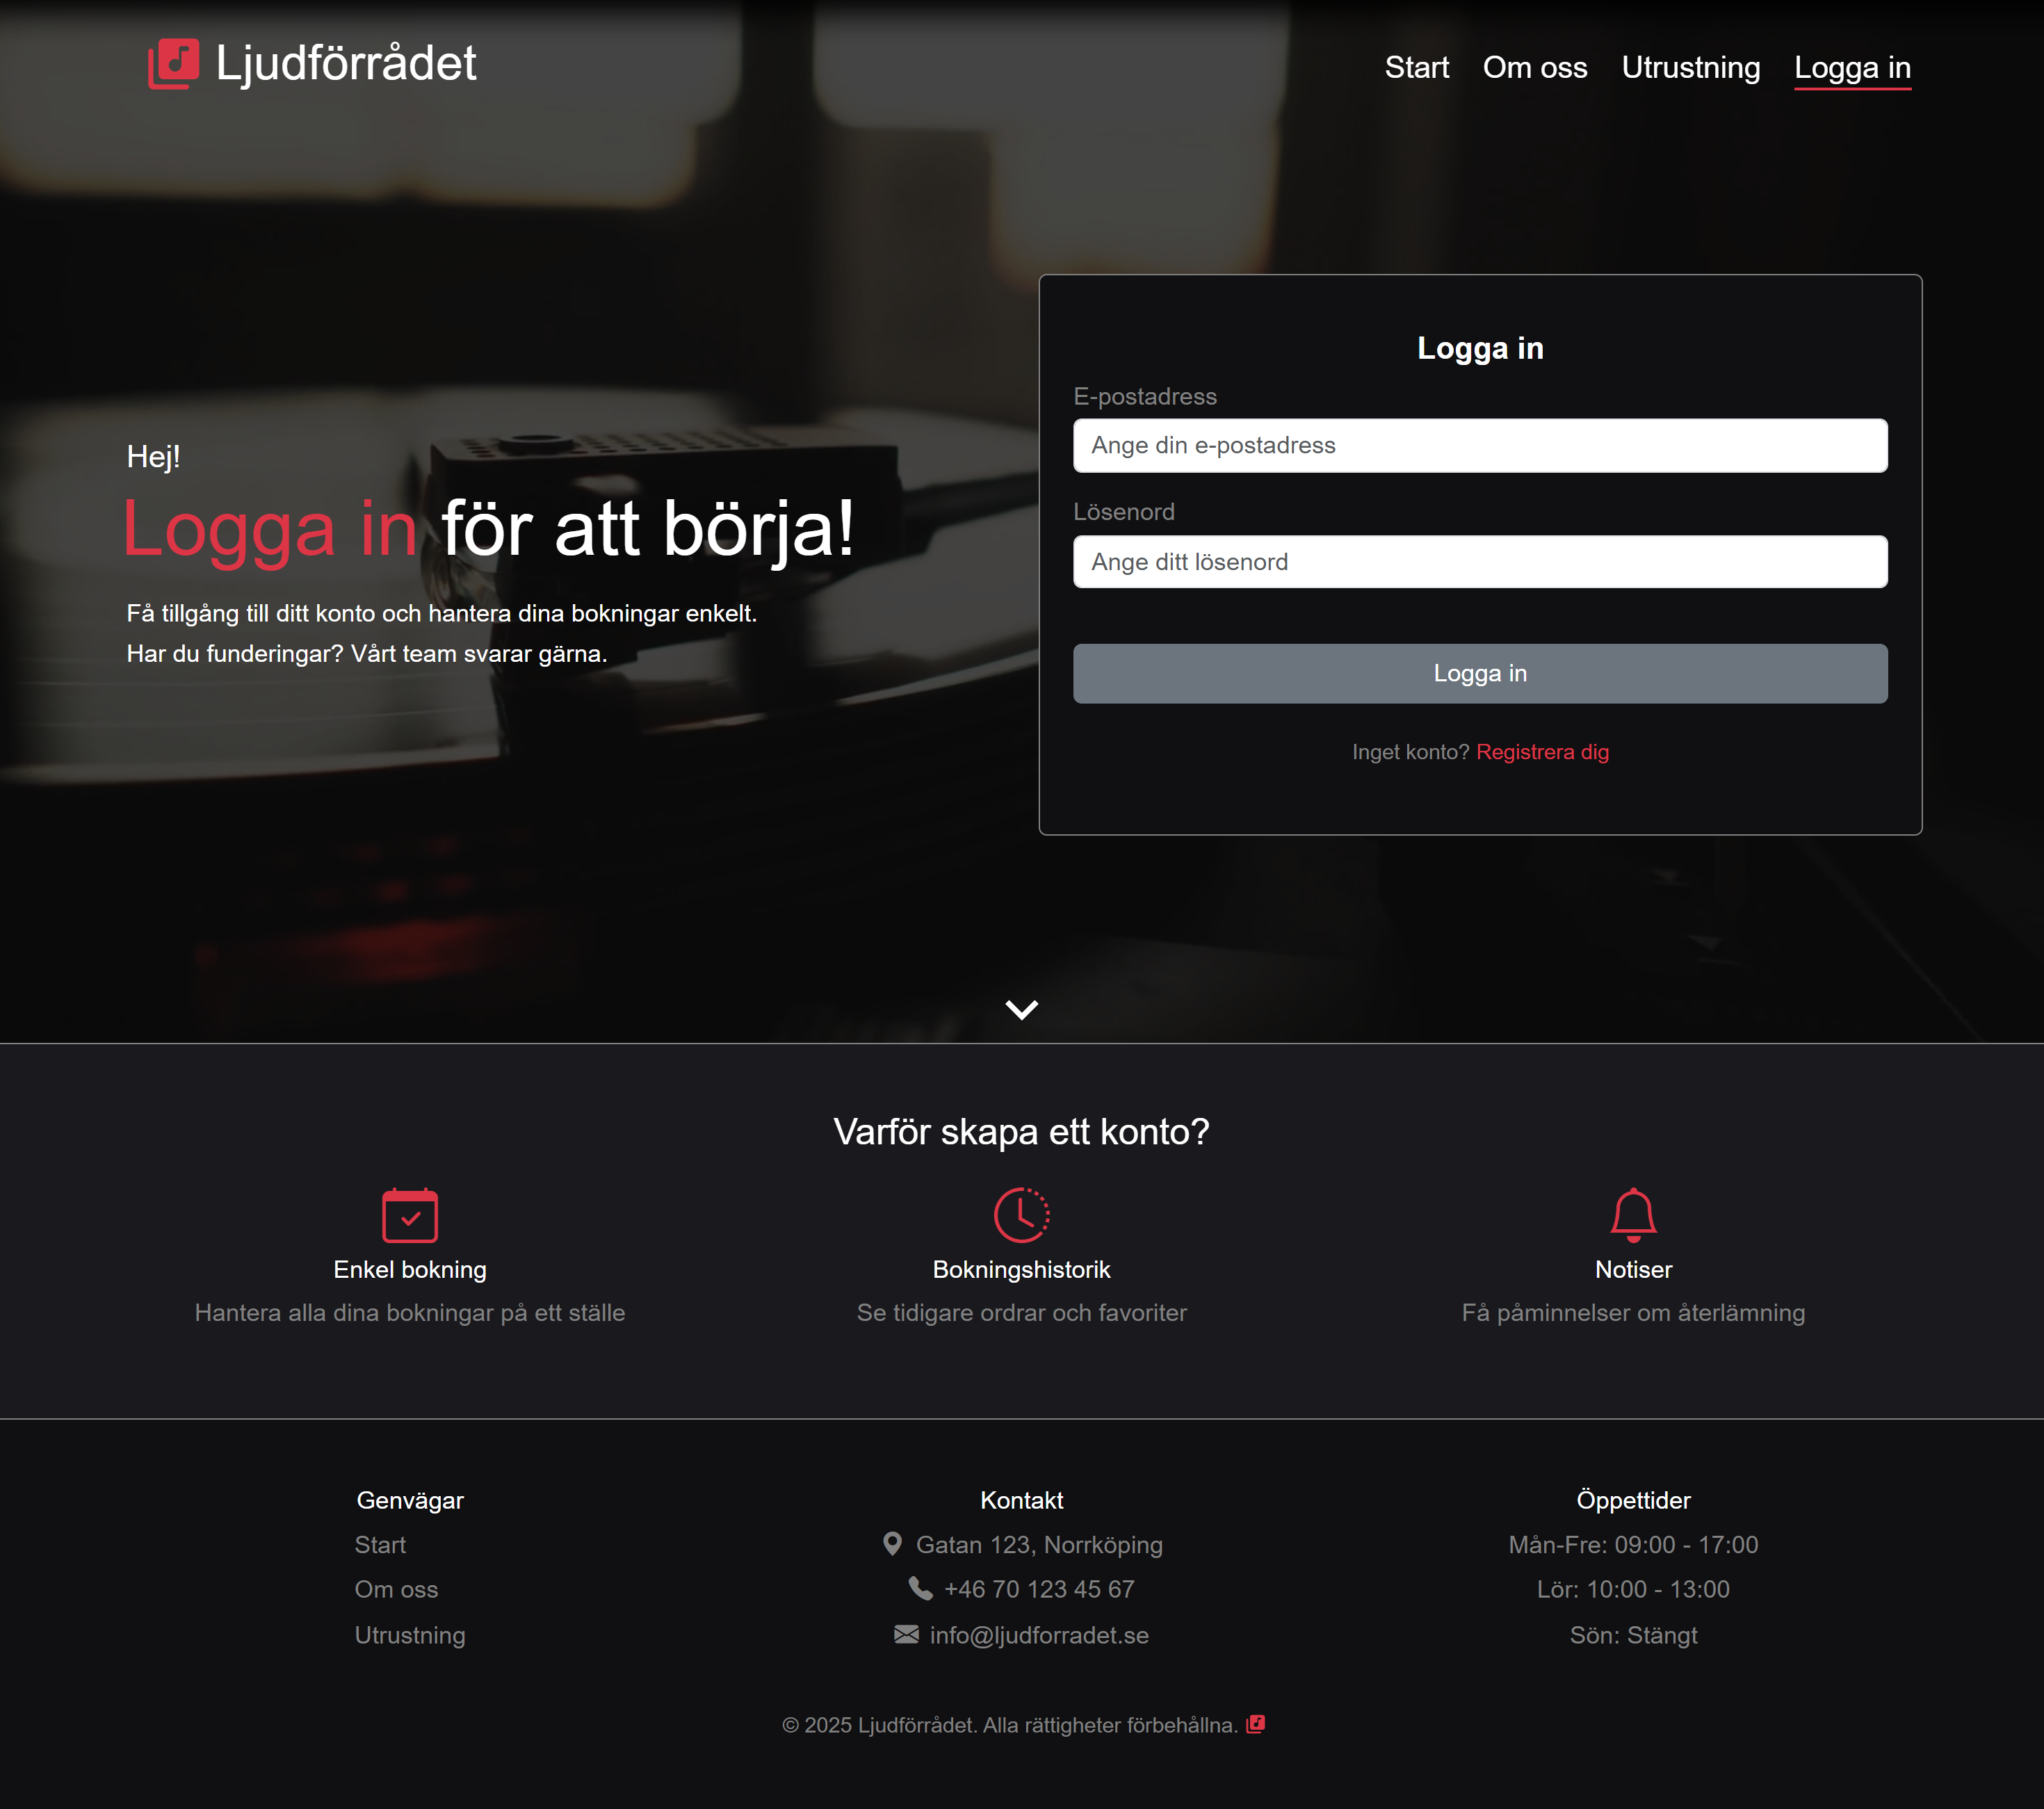 Ljudförrådet
Start Om oss Utrustning Logga in
Hej!
Logga in för att börja!
Få tillgång till ditt konto och hantera dina bokningar enkelt.
Har du funderingar? Vårt team svarar gärna.
Logga in
E-postadress
Ange din e-postadress
Lösenord
Ange ditt lösenord
Logga in
Inget konto? Registrera dig
Varför skapa ett konto?
Enkel bokning
Hantera alla dina bokningar på ett ställe
Bokningshistorik
Se tidigare ordrar och favoriter
Notiser
Få påminnelser om återlämning
Genvägar
Start
Om oss
Utrustning
Kontakt
Gatan 123, Norrköping
+46 70 123 45 67
info@ljudforradet.se
Öppettider
Mån-Fre: 09:00 - 17:00
Lör: 10:00 - 13:00
Sön: Stängt
© 2025 Ljudförrådet. Alla rättigheter förbehållna.